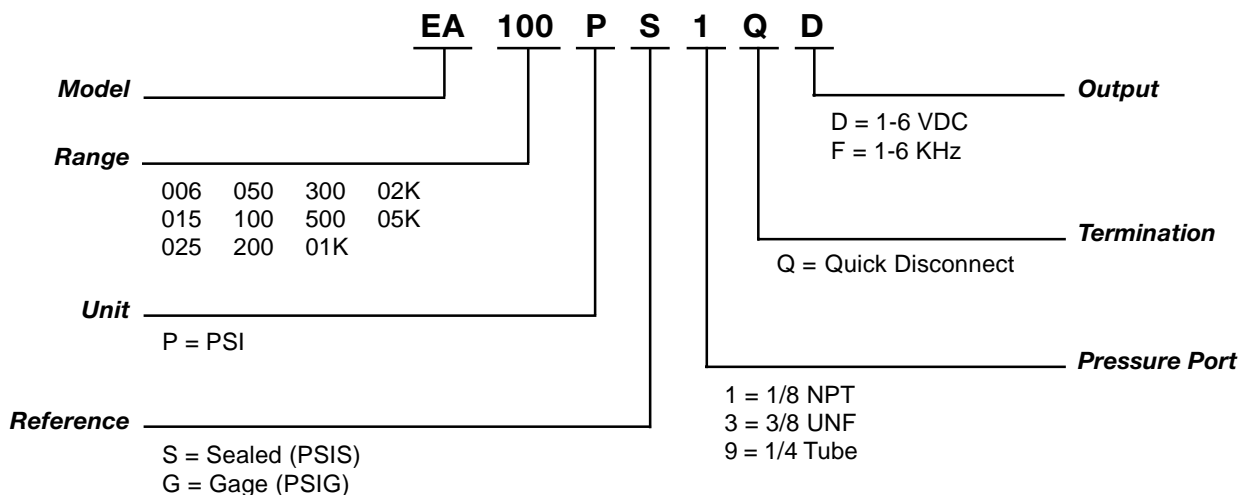 EA 100 P S 1 Q D
Model
Output
D = 1-6 VDC
F = 1-6 KHz
Range
006 050 300 02K
015 100 500 05K
025 200 01K
Termination
Q = Quick Disconnect
Unit
P = PSI
Pressure Port
1 = 1/8 NPT
3 = 3/8 UNF
9 = 1/4 Tube
Reference
S = Sealed (PSIS)
G = Gage (PSIG)